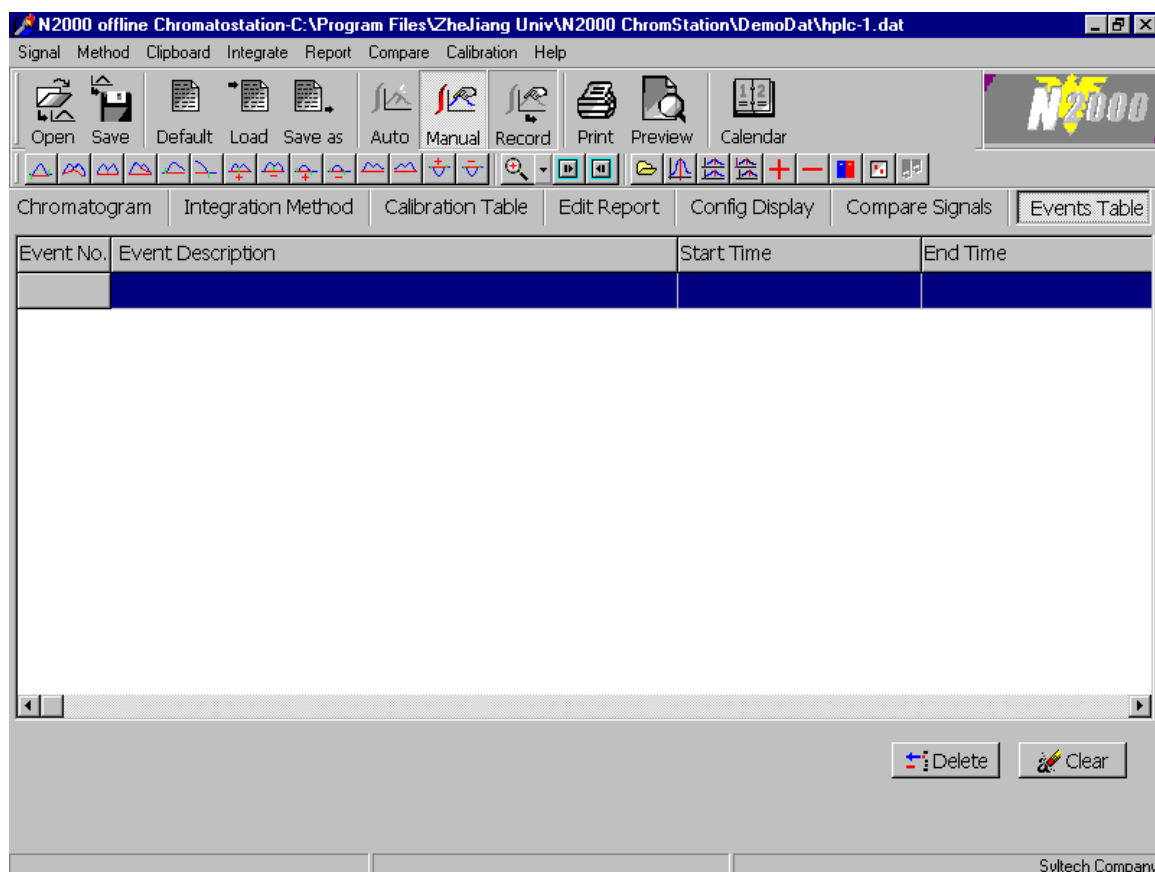 N2000 offline Chromatostation-C:\Program Files\ZheJiang Univ\N2000 ChromStation\DemoDat\hplc-1.dat
Signal Method Clipboard Integrate Report Compare Calibration Help
Open Save Default Load Save as Auto Manual Record Print Preview Calendar
N2000
Chromatogram Integration Method Calibration Table Edit Report Config Display Compare Signals Events Table
Event No. Event Description Start Time End Time
Delete Clear
Syltech Company